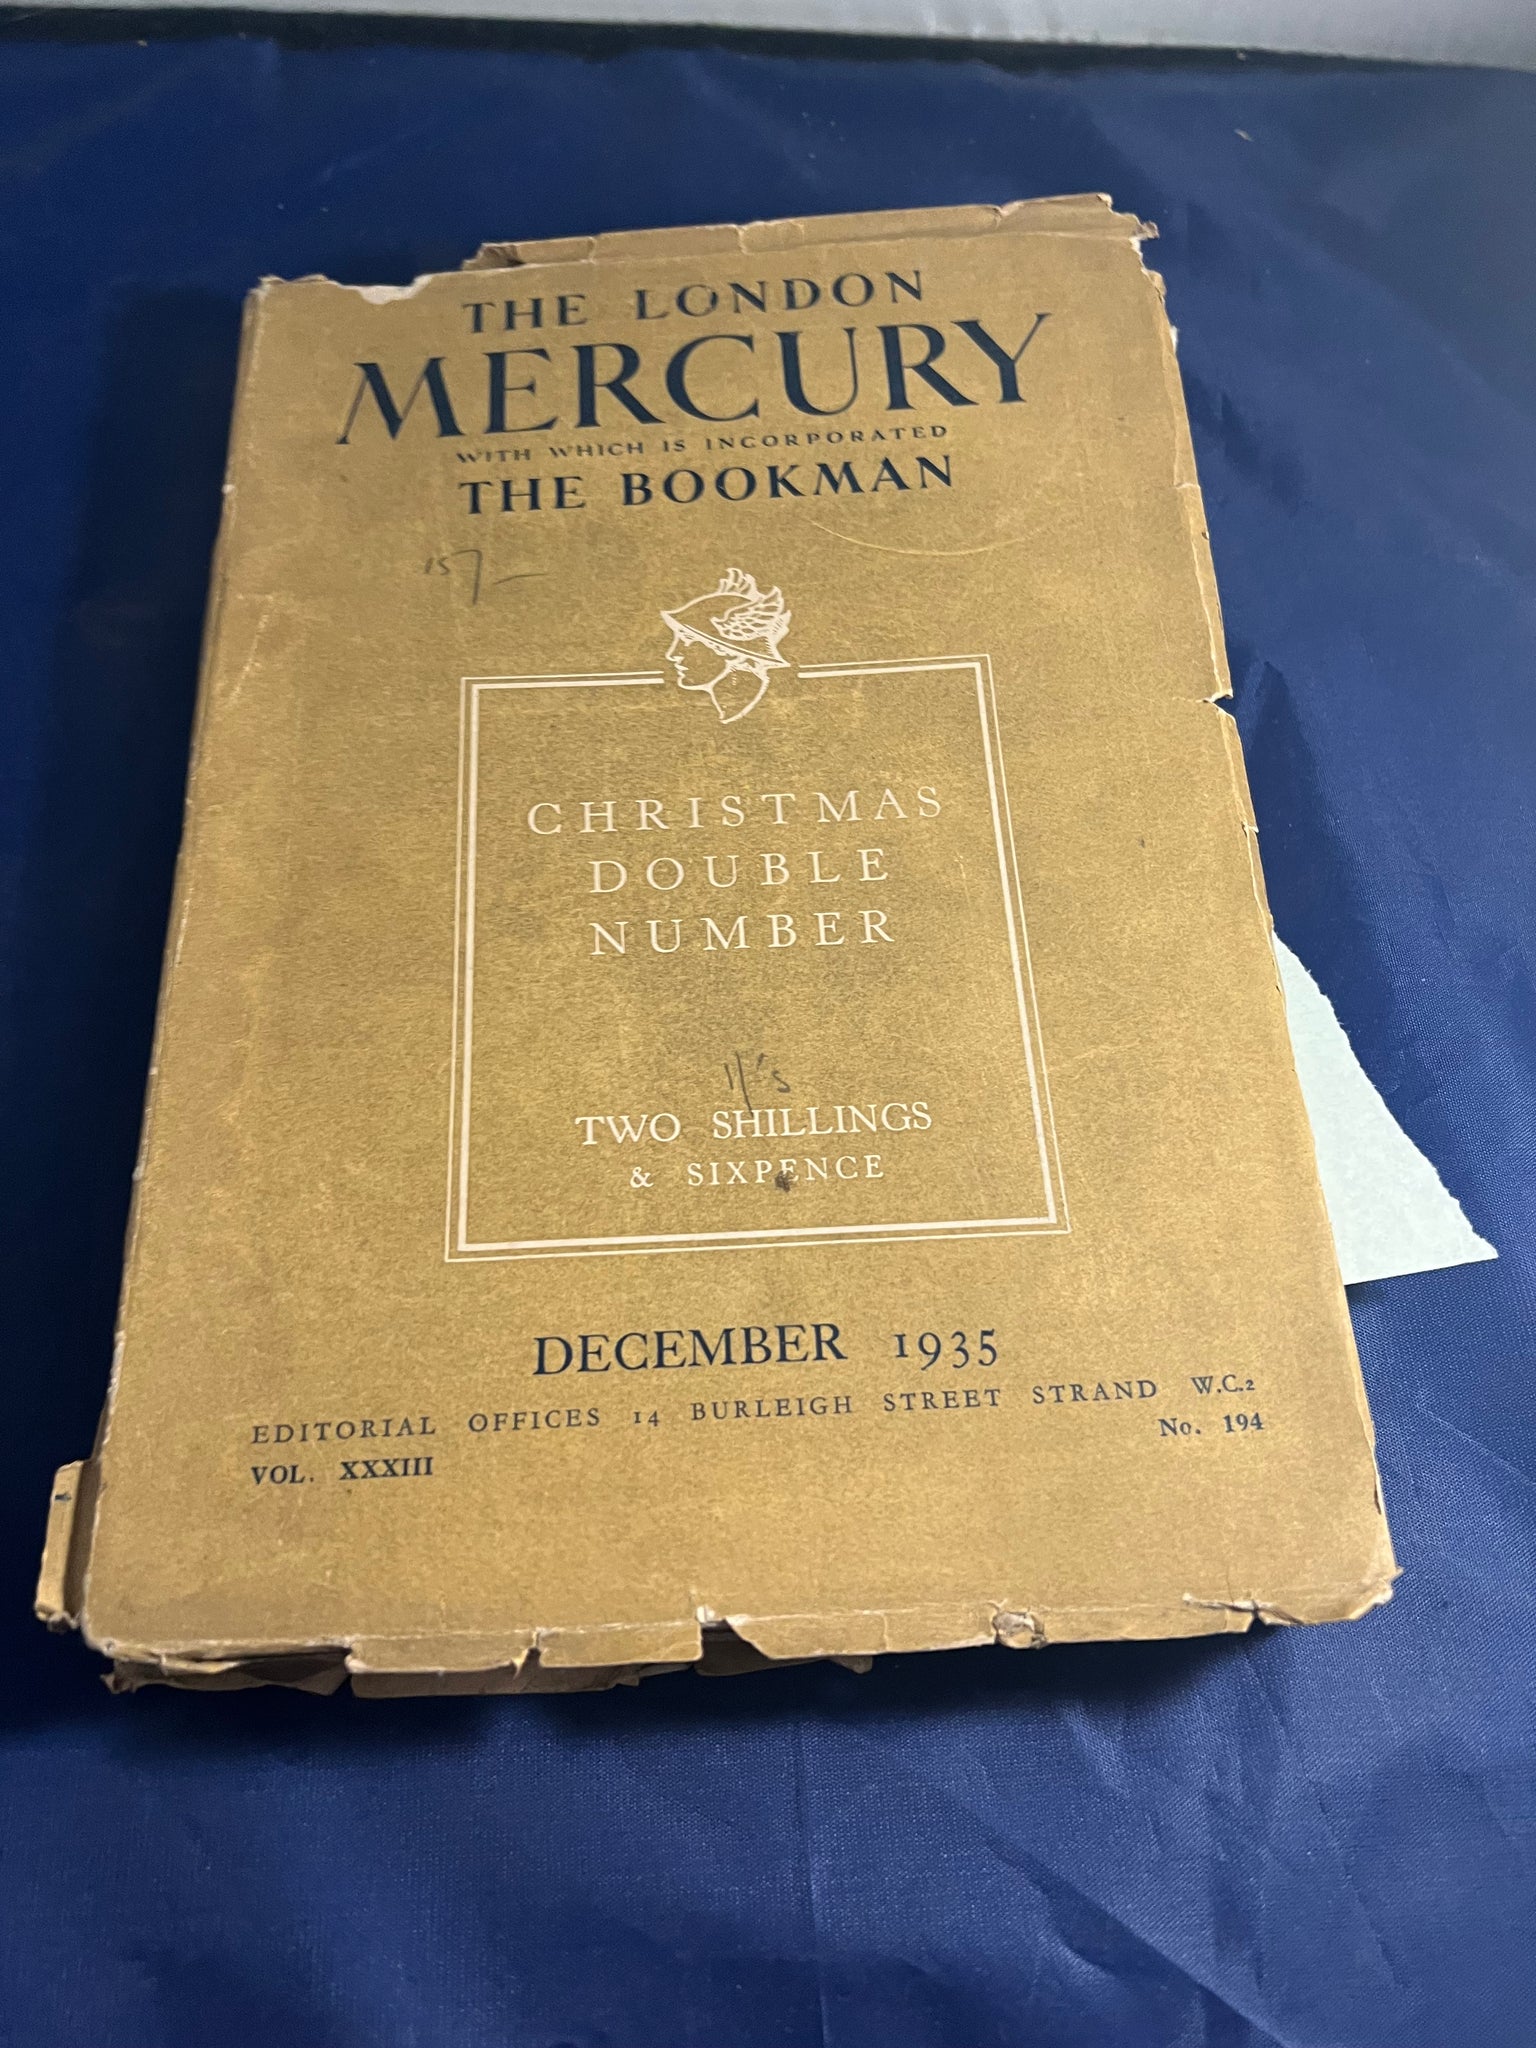 THE LONDON
MERCURY
WITH WHICH IS INCORPORATED
THE BOOKMAN
157-
CHRISTMAS
DOUBLE
NUMBER
TWO SHILLINGS
& SIXPENCE
DECEMBER 1935
EDITORIAL OFFICES 14 BURLEIGH STREET STRAND W.C.2
VOL. XXXIII No. 194